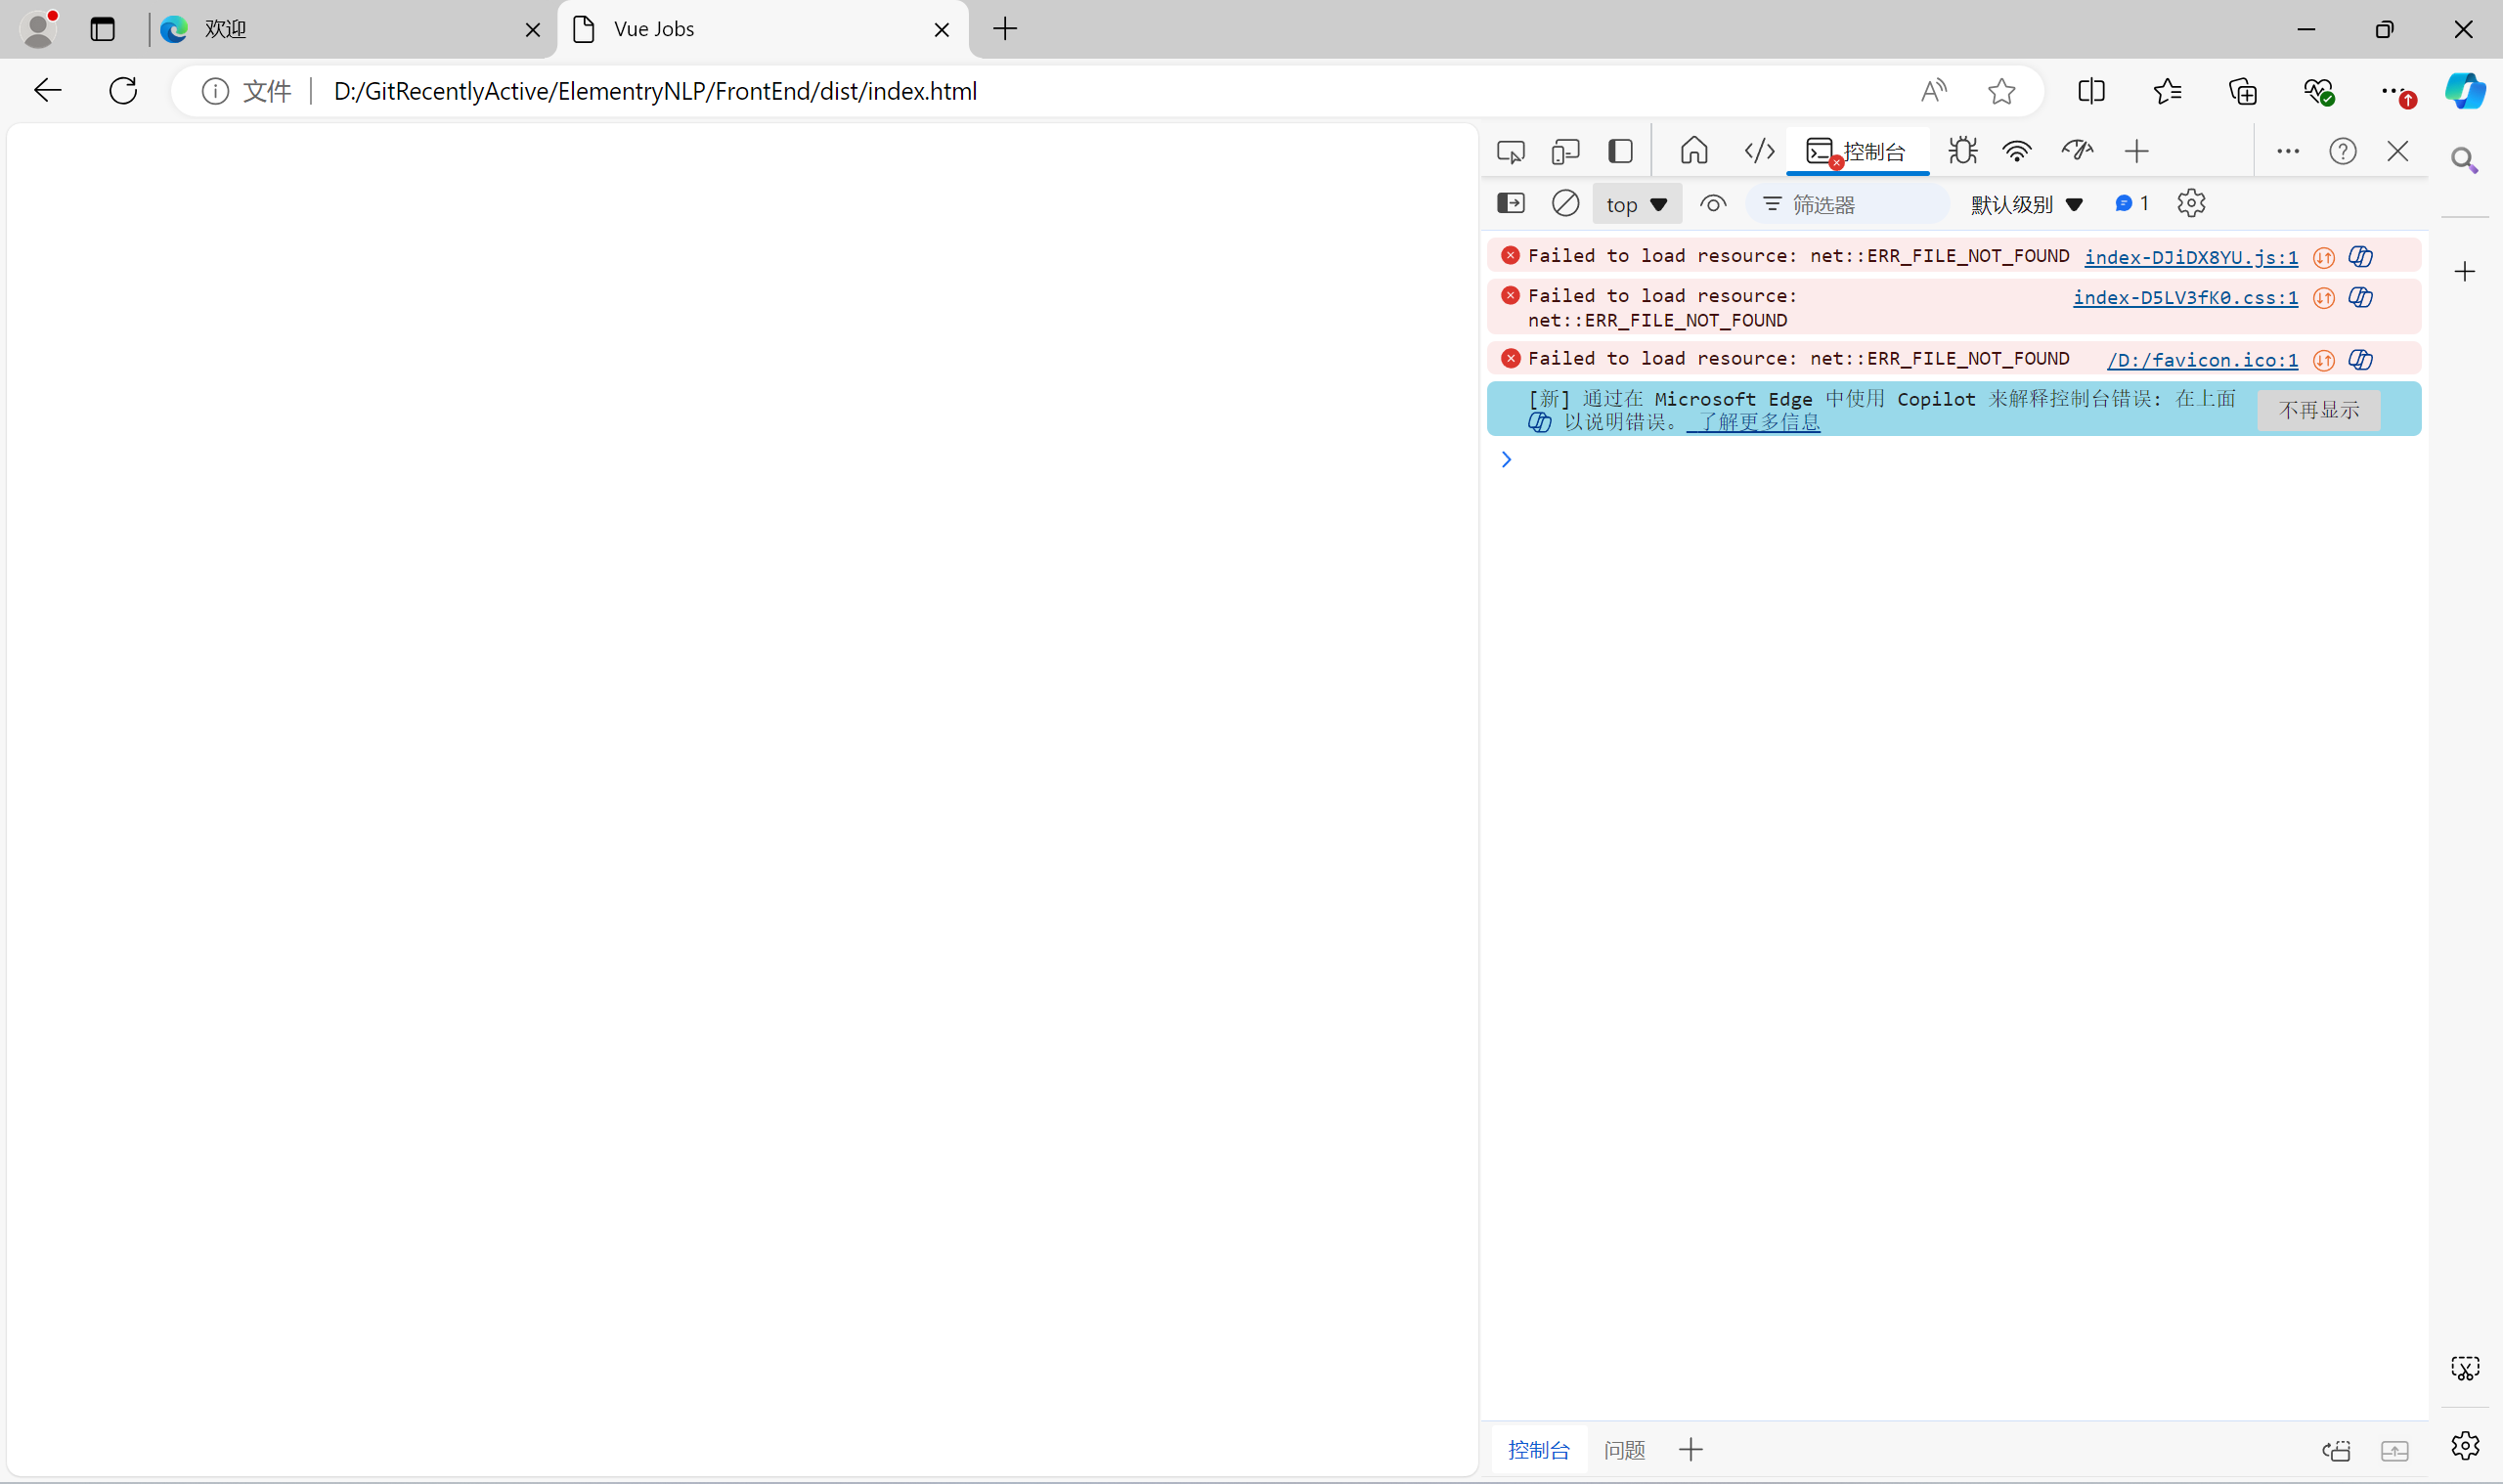 欢迎
Vue Jobs
文件 D:/GitRecentlyActive/ElementryNLP/FrontEnd/dist/index.html
控制台
top 筛选器 默认级别 1
Failed to load resource: net::ERR_FILE_NOT_FOUND index-DJiDX8YU.js:1
Failed to load resource: index-D5LV3fK0.css:1
net::ERR_FILE_NOT_FOUND
Failed to load resource: net::ERR_FILE_NOT_FOUND /D:/favicon.ico:1
[新] 通过在 Microsoft Edge 中使用 Copilot 来解释控制台错误: 在上面
以说明错误。 了解更多信息
不再显示
控制台 问题